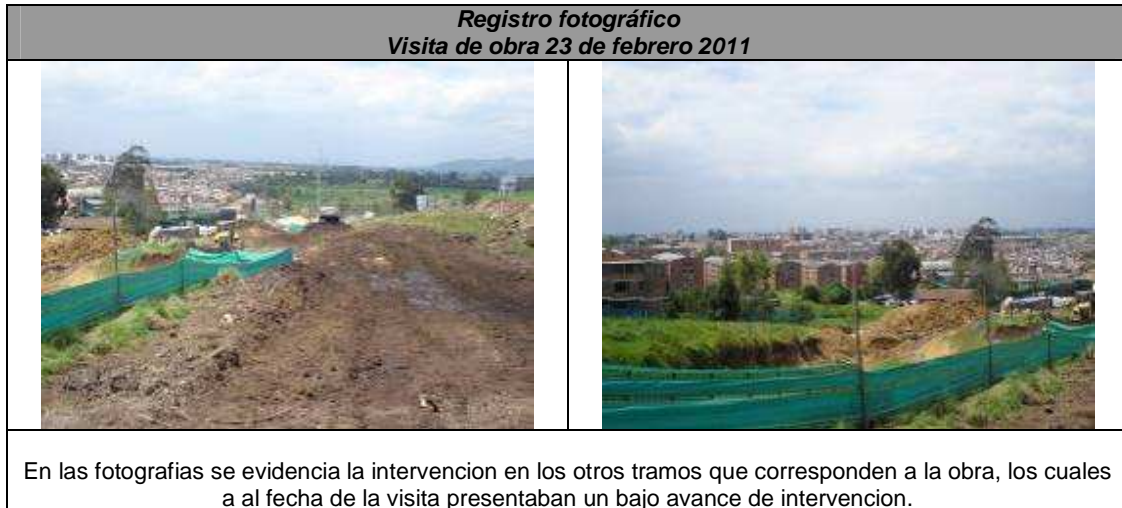 Registro fotográfico
Visita de obra 23 de febrero 2011
En las fotografias se evidencia la intervencion en los otros tramos que corresponden a la obra, los cuales
a al fecha de la visita presentaban un bajo avance de intervencion.